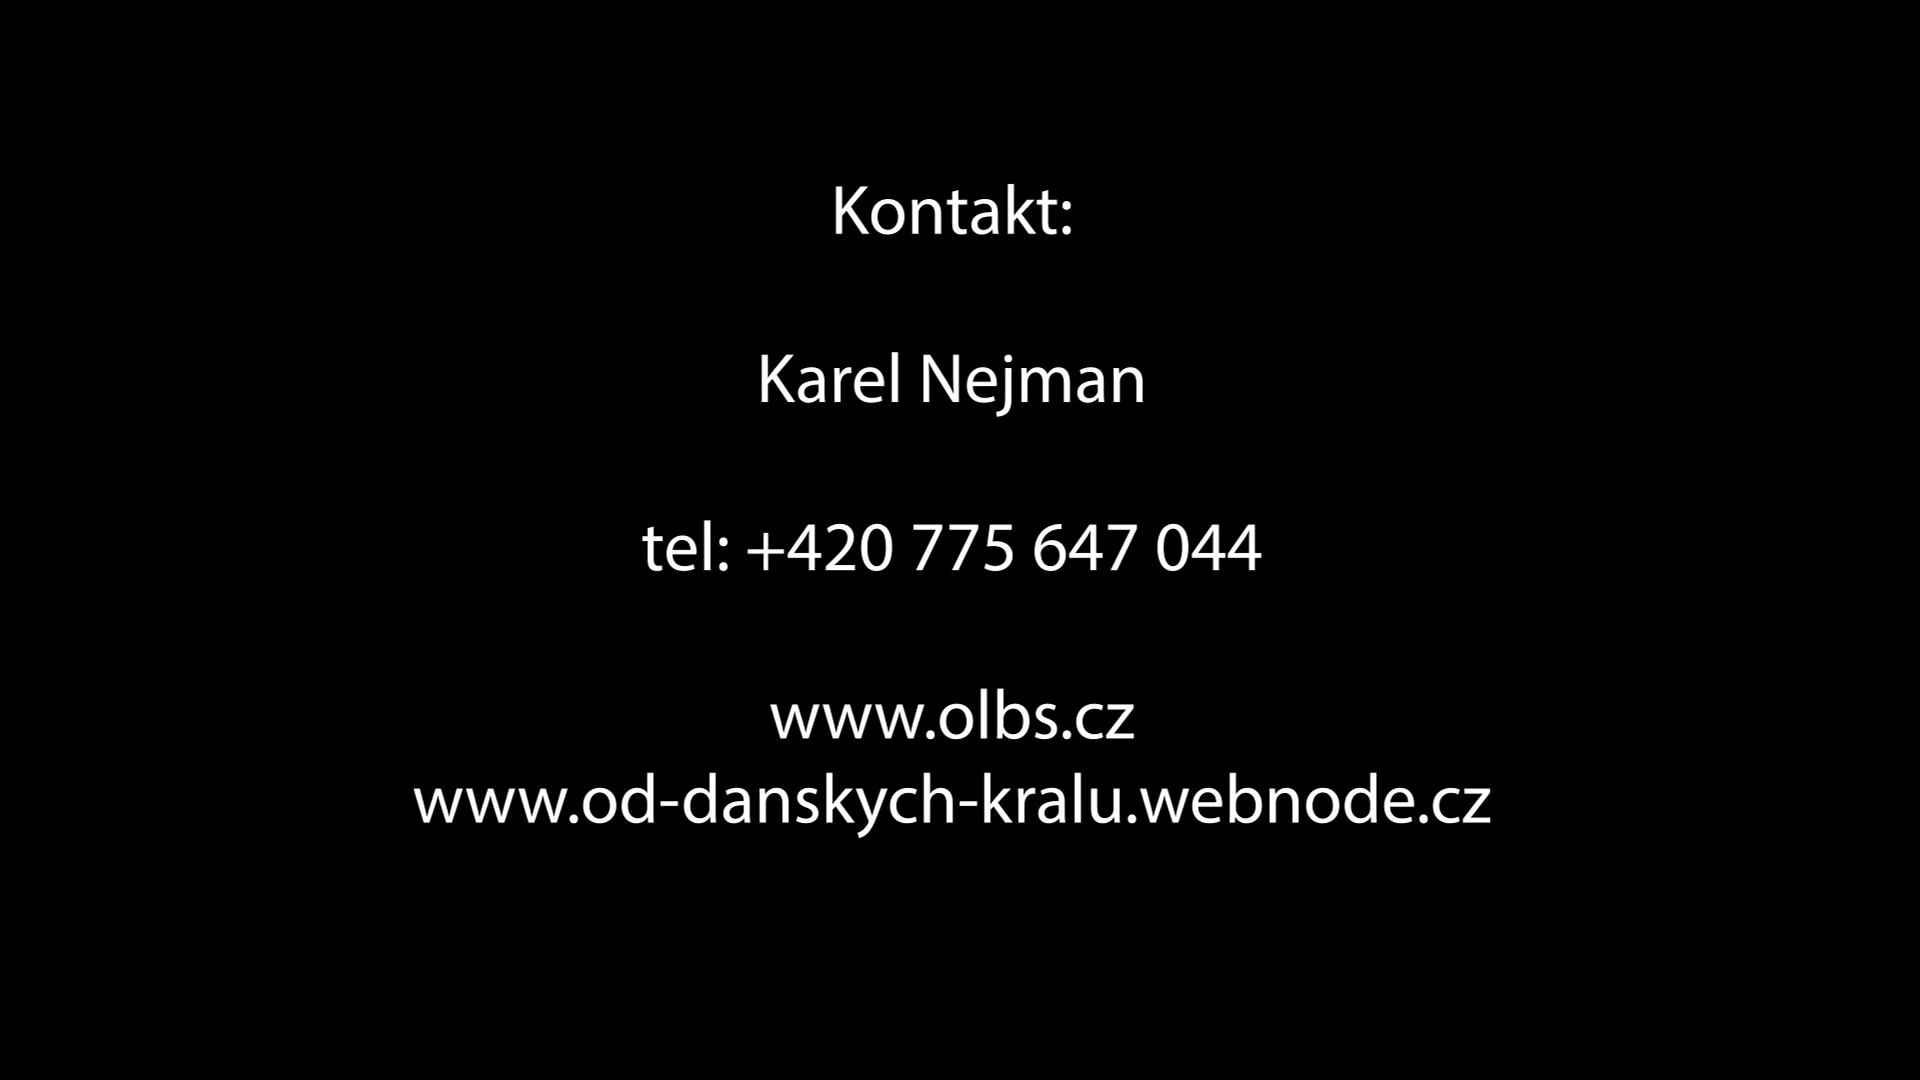 Kontakt:
Karel Nejman
tel: +420 775 647 044
www.olbs.cz
www.od-danskych-kralu.webnode.cz